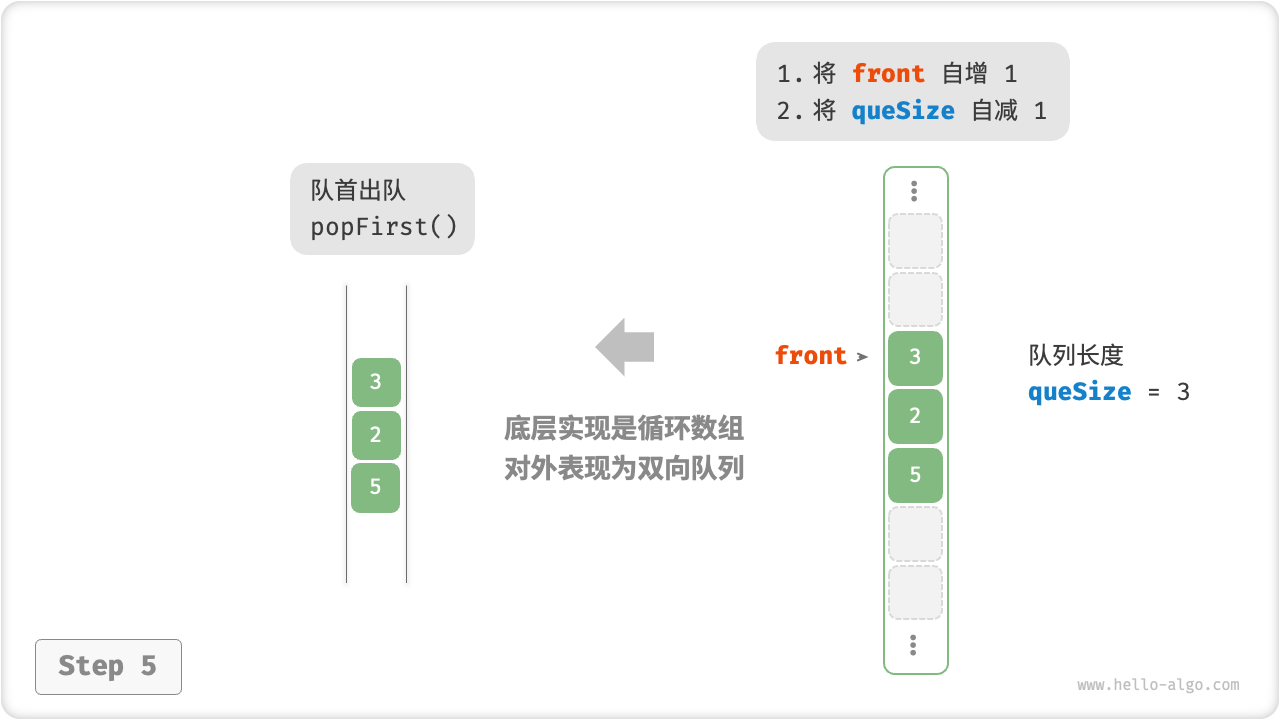 1. 将 front 自增 1
2. 将 queSize 自减 1
队首出队
popFirst()
3
2
5
底层实现是循环数组
对外表现为双向队列
front
3
2
5
队列长度
queSize = 3
Step 5
www.hello-algo.com